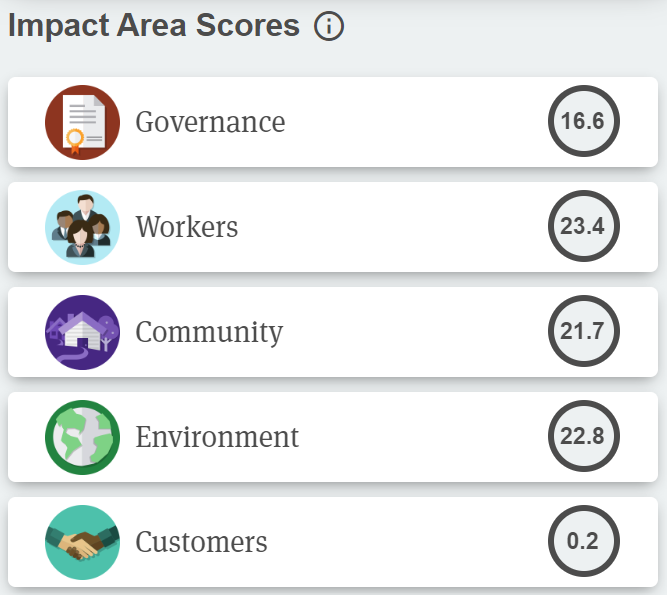 Impact Area Scores
Governance 16.6
Workers 23.4
Community 21.7
Environment 22.8
Customers 0.2